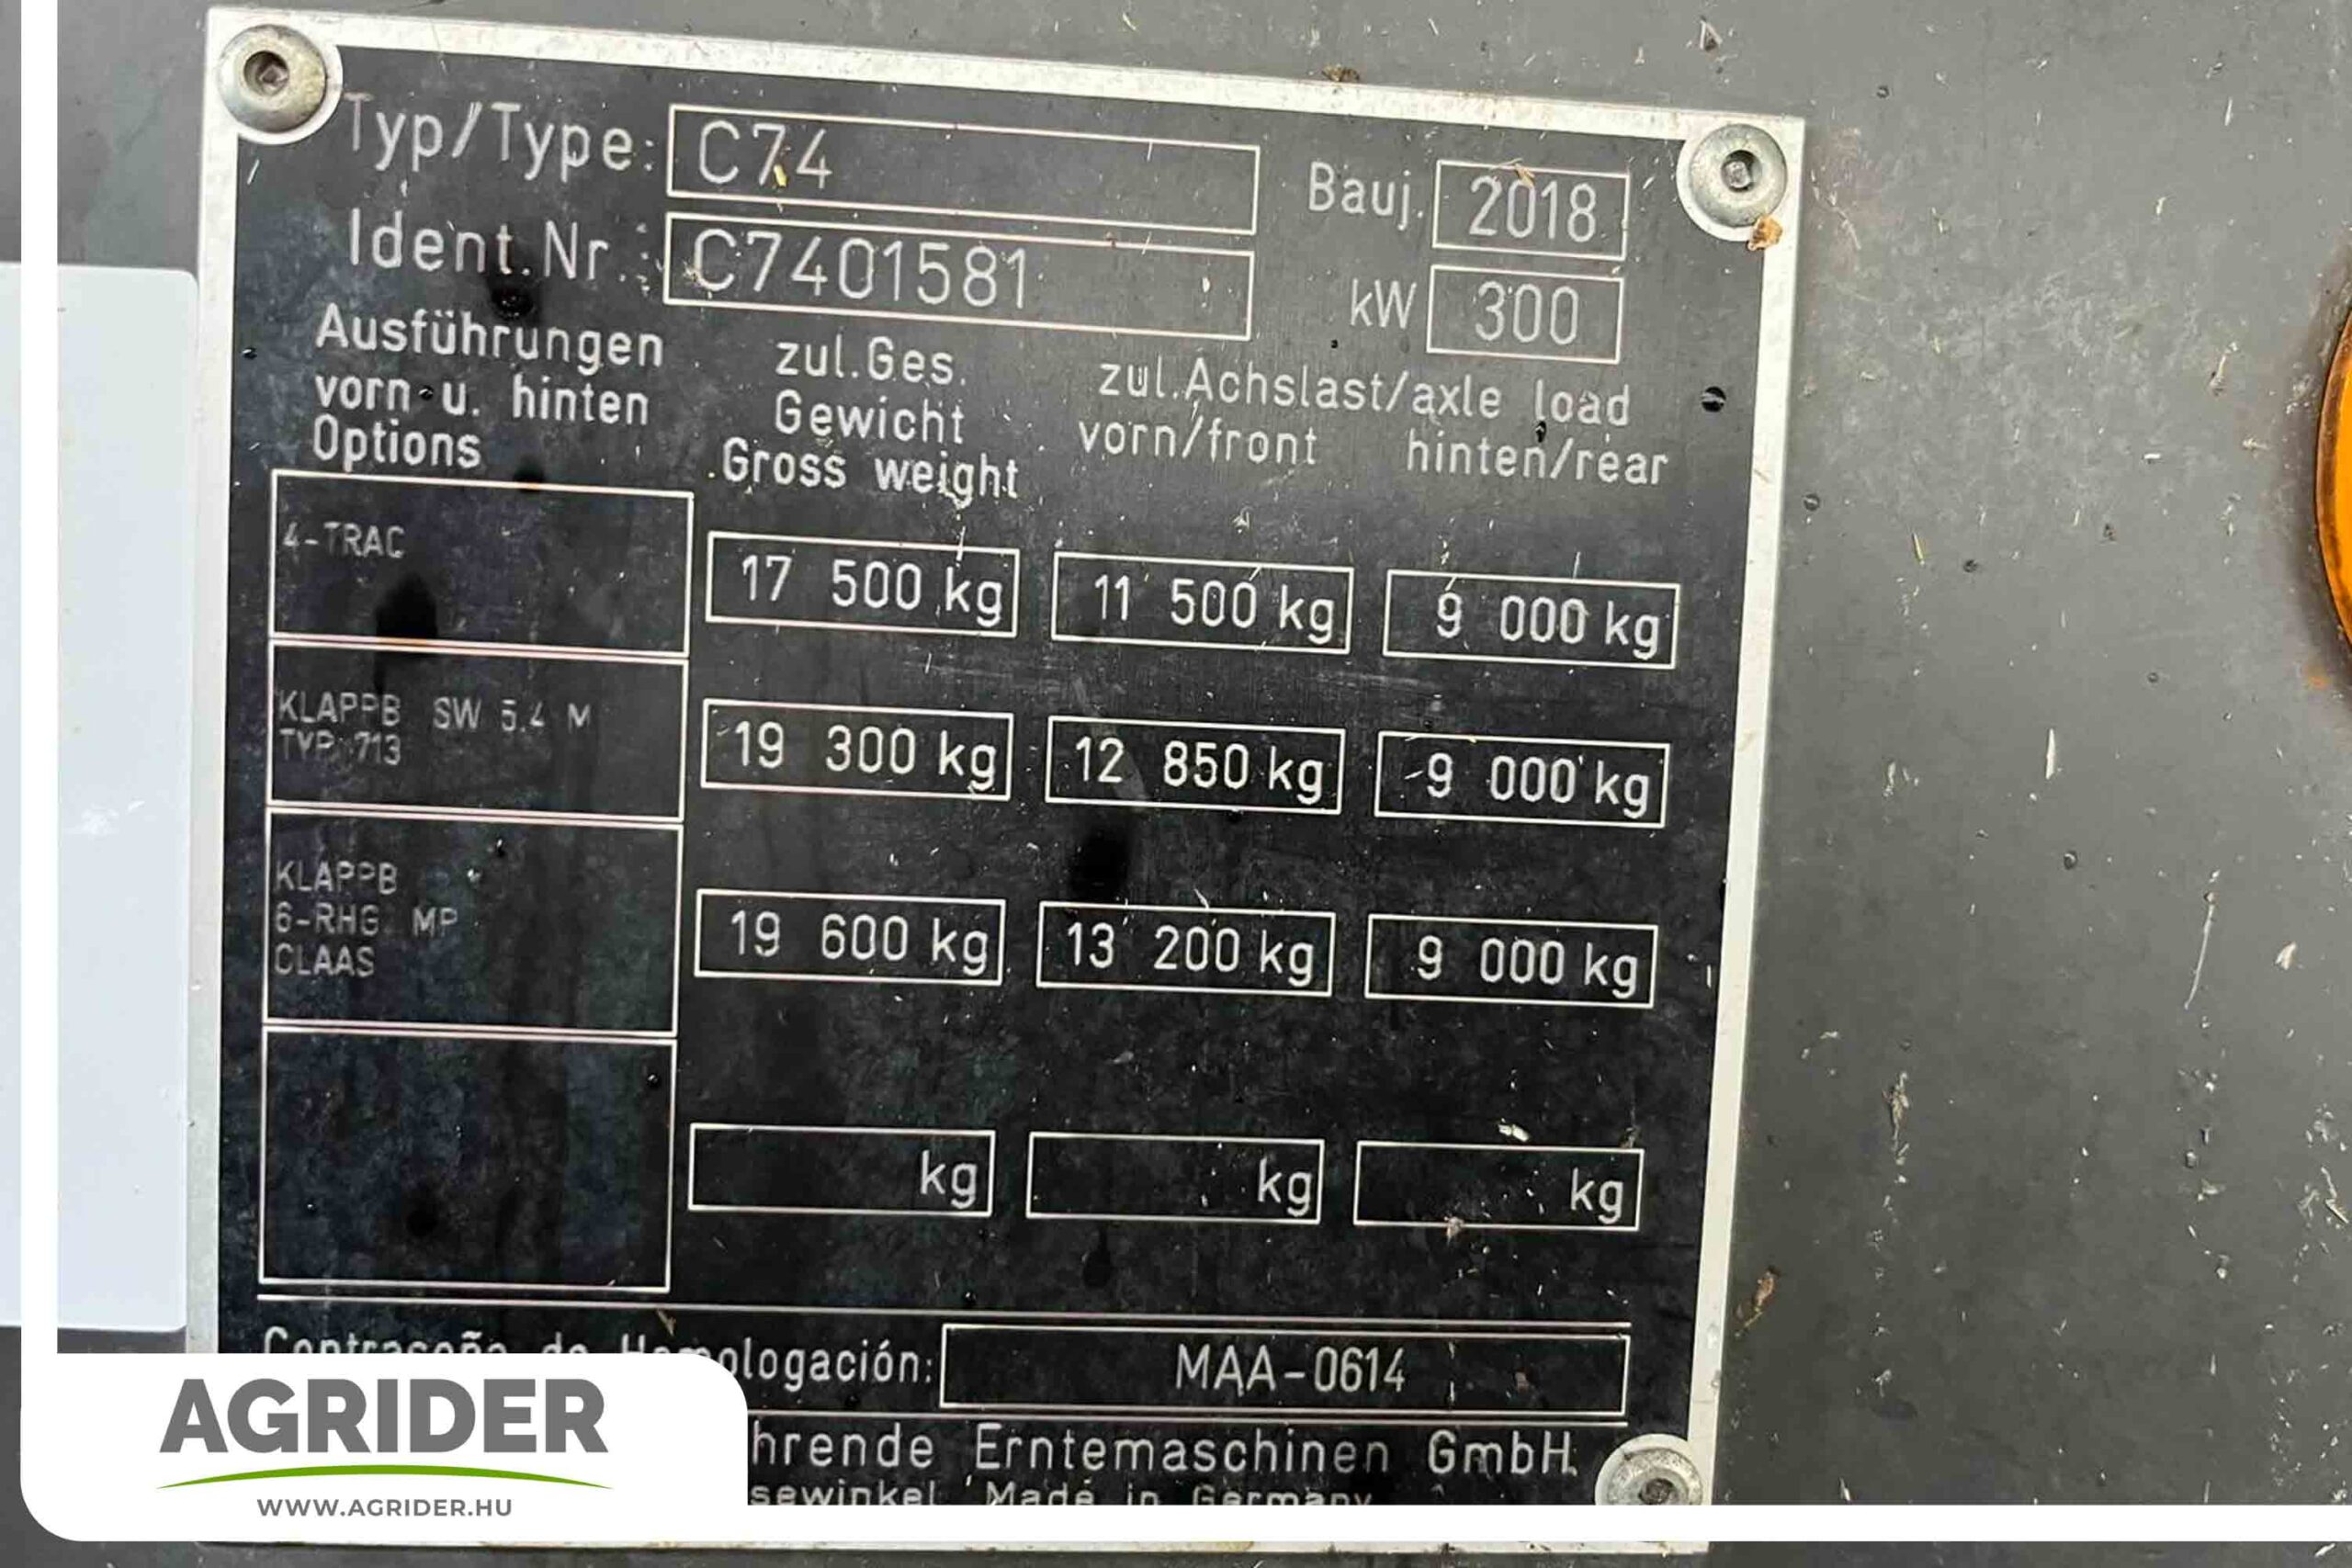 Typ/Type: C74 Bauj. 2018
Ident.Nr.: C7401581 kW 300
Ausführungen vorn u. hinten Options
zul.Ges. Gewicht Gross weight
zul.Achslast/axle load
vorn/front hinten/rear
4-TRAC 17 500 kg 11 500 kg 9 000 kg
KLAPPB SW 5.4 M
TYP 713 19 300 kg 12 850 kg 9 000 kg
KLAPPB
6-RHG MP 19 600 kg 13 200 kg 9 000 kg
CLAAS
kg kg kg
Contraseña de Homologación: MAA-0614
hrende Erntemaschinen GmbH
sewinkel Made in Germany
AGRIDER
WWW.AGRIDER.HU